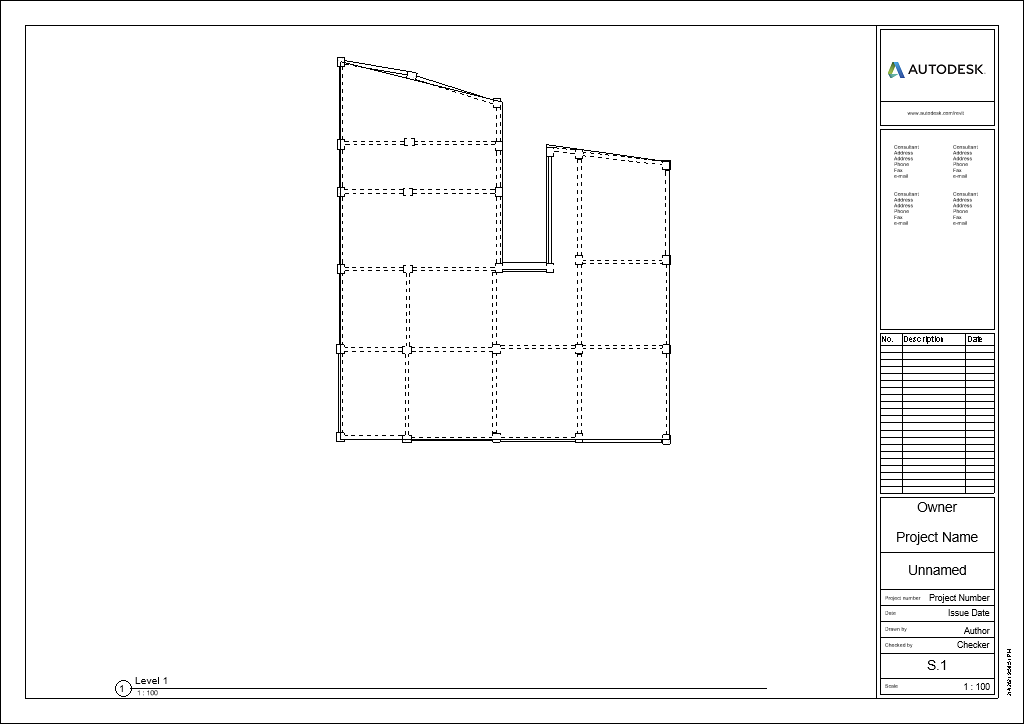 AUTODESK.
www.autodesk.com/revit
Consultant
Address
Address
Phone
Fax
e-mail
Consultant
Address
Address
Phone
Fax
e-mail
Consultant
Address
Address
Phone
Fax
e-mail
Consultant
Address
Address
Phone
Fax
e-mail
No. Description Date
Owner
Project Name
Unnamed
Project number Project Number
Date Issue Date
Drawn by Author
Checked by Checker
S.1
Scale 1 : 100
1 Level 1
1 : 100